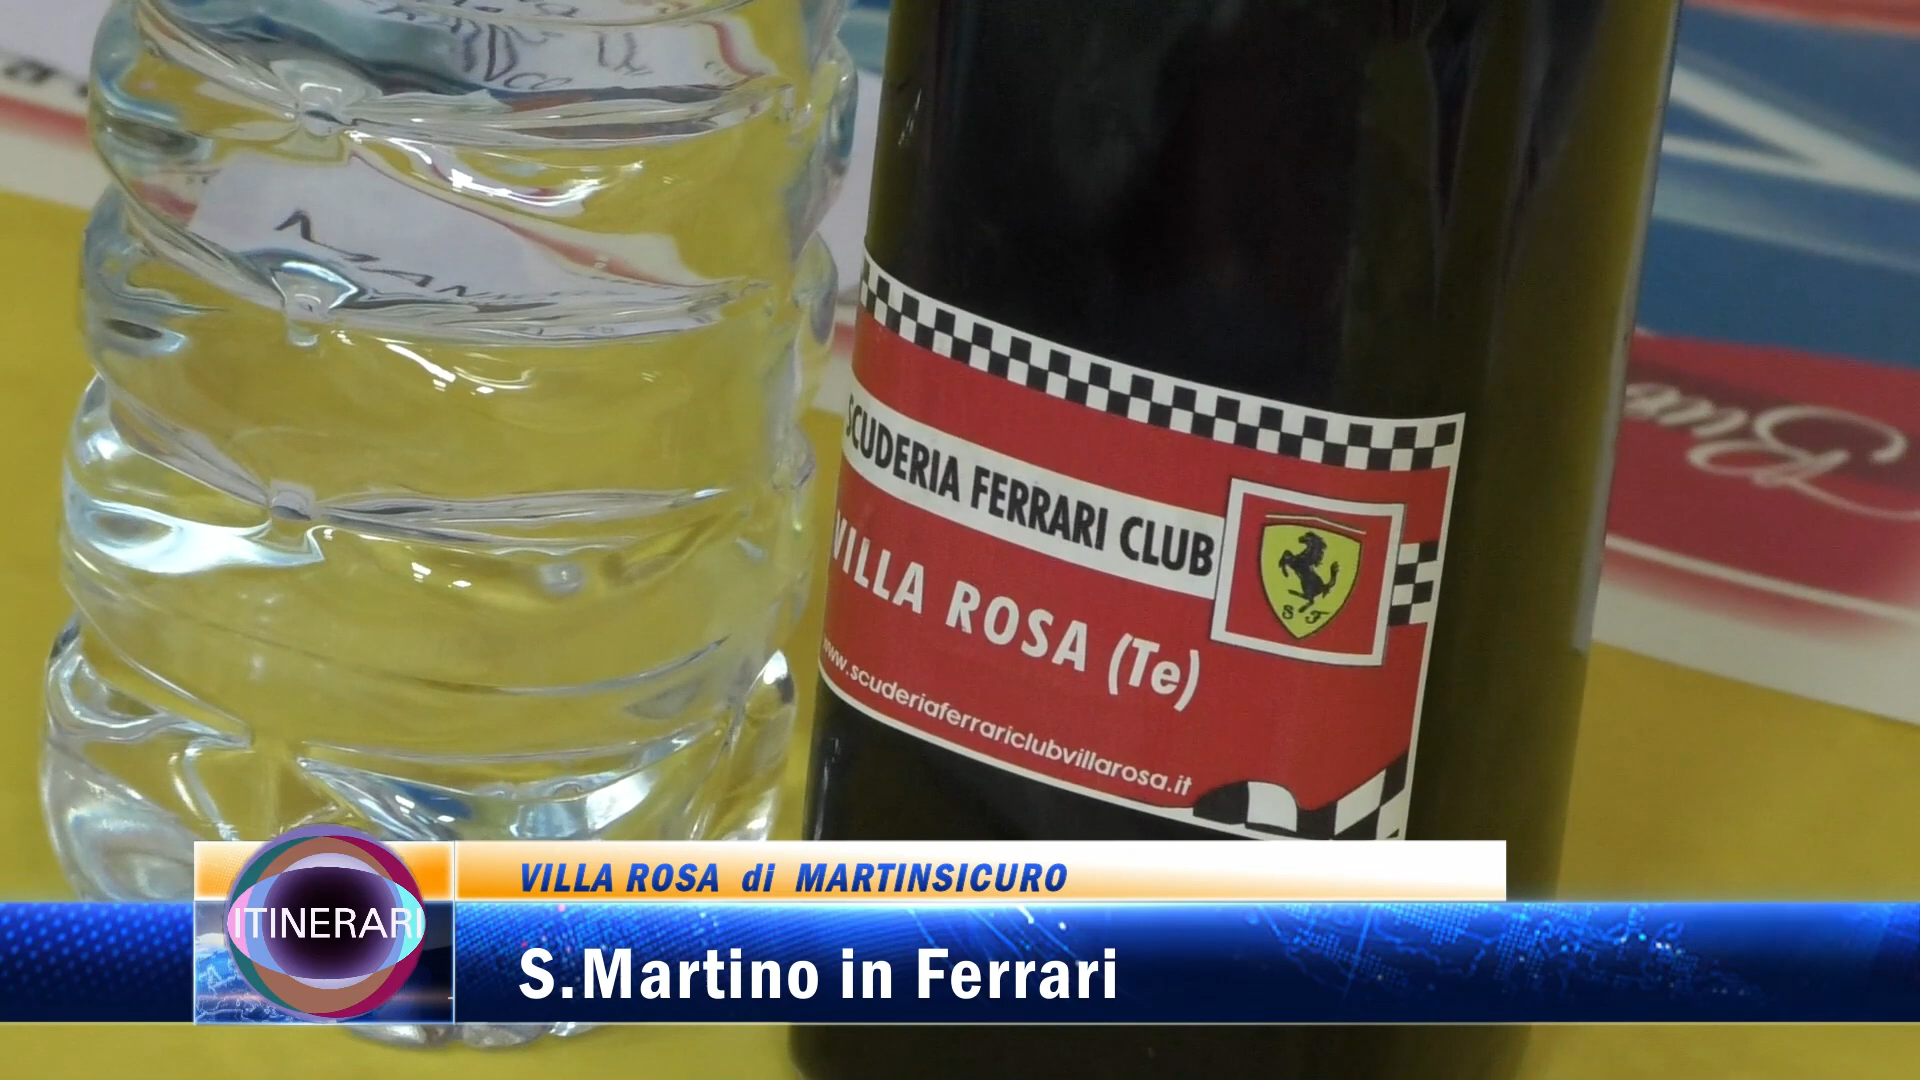 SCUDERIA FERRARI CLUB
VILLA ROSA (Te)
www.scuderiaferrariclubvillarosa.it
S F
VILLA ROSA di MARTINSICURO
ITINERARI
S.Martino in Ferrari